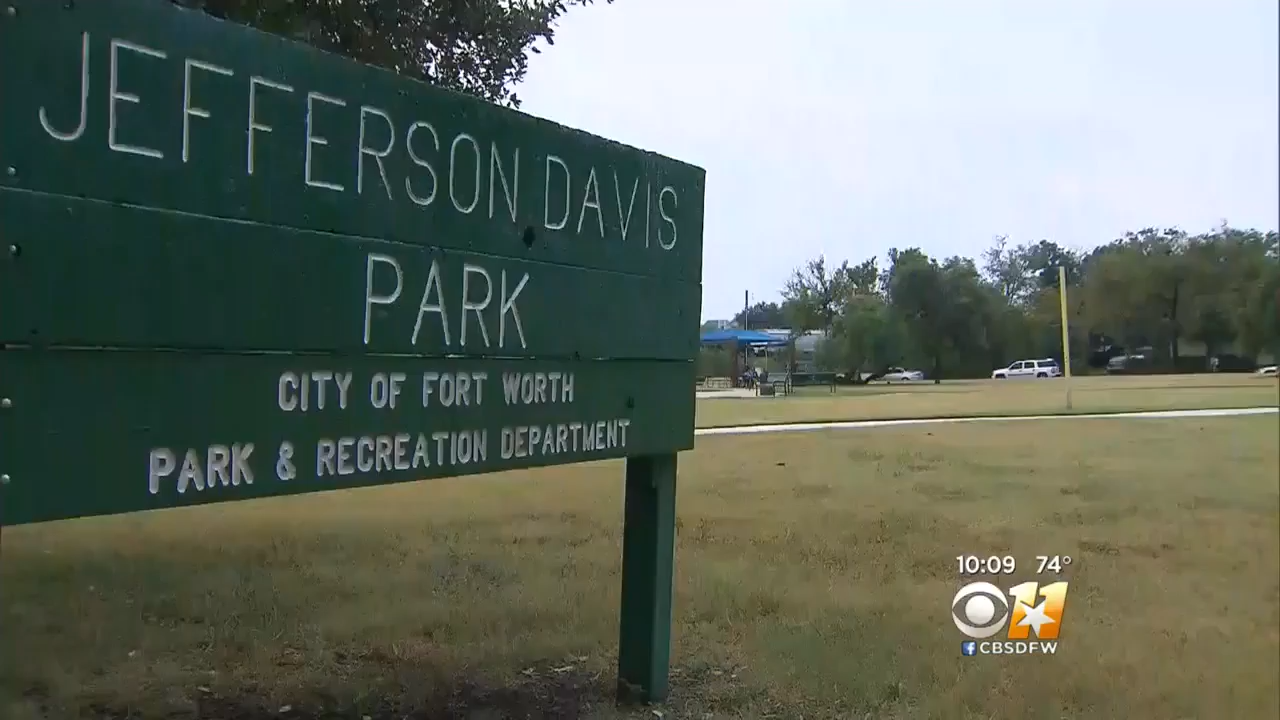 JEFFERSON DAVIS
PARK
CITY OF FORT WORTH
PARK & RECREATION DEPARTMENT
10:09 74°
11
f CBSDFW